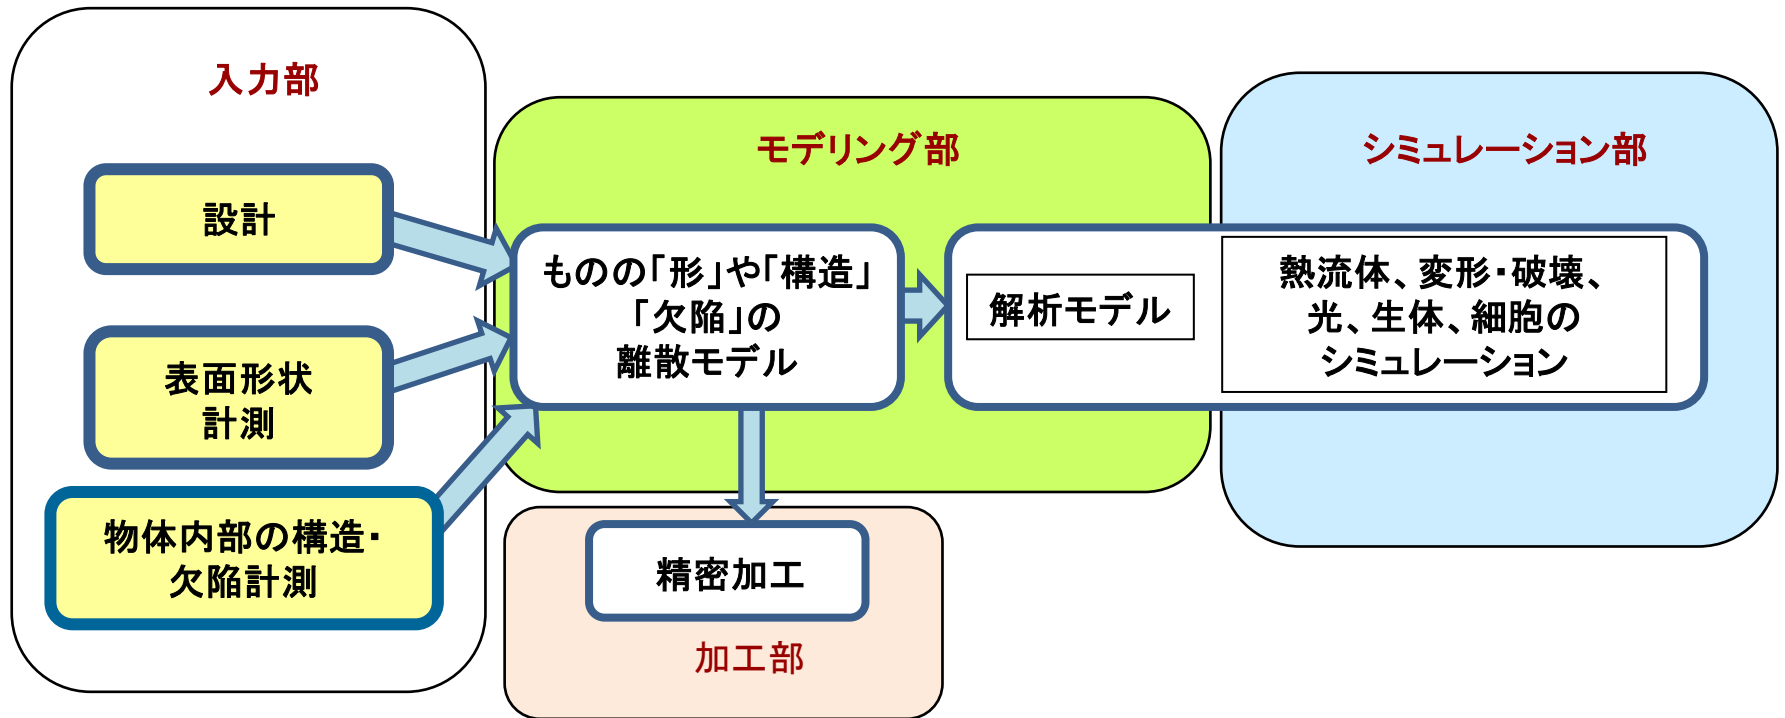 入力部
設計
表面形状
計測
物体内部の構造・
欠陥計測
モデリング部
ものの「形」や「構造」
「欠陥」の
離散モデル
解析モデル
シミュレーション部
熱流体、変形・破壊、
光、生体、細胞の
シミュレーション
精密加工
加工部